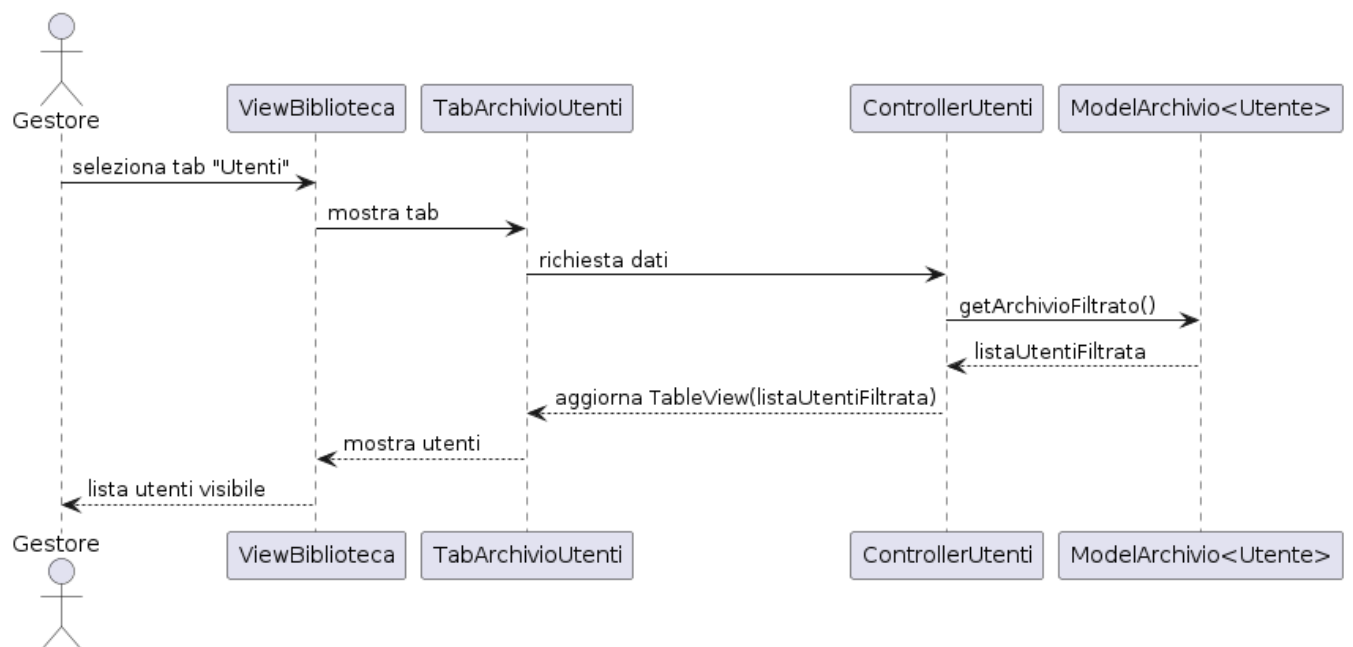 Gestore
ViewBiblioteca
TabArchivioUtenti
ControllerUtenti
ModelArchivio<Utente>
seleziona tab "Utenti"
mostra tab
richiesta dati
getArchivioFiltrato()
listaUtentiFiltrata
aggiorna TableView(listaUtentiFiltrata)
mostra utenti
lista utenti visibile
Gestore
ViewBiblioteca
TabArchivioUtenti
ControllerUtenti
ModelArchivio<Utente>